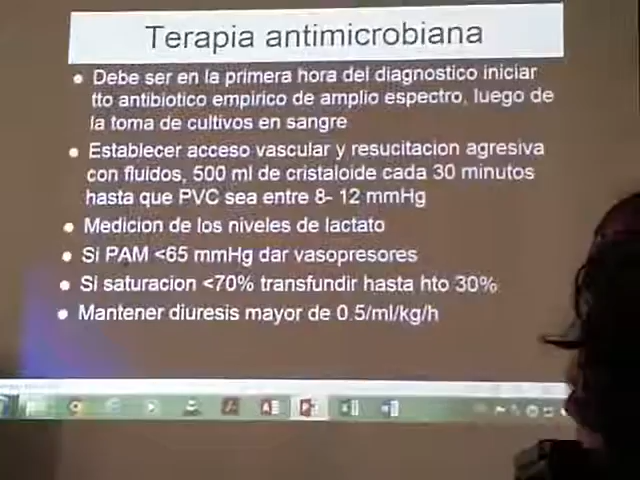 Terapia antimicrobiana
• Debe ser en la primera hora del diagnostico iniciar
tto antibiotico empirico de amplio espectro, luego de
la toma de cultivos en sangre
• Establecer acceso vascular y resucitacion agresiva
con fluidos, 500 ml de cristaloide cada 30 minutos
hasta que PVC sea entre 8- 12 mmHg
• Medicion de los niveles de lactato
• Si PAM <65 mmHg dar vasopresores
• Si saturacion <70% transfundir hasta hto 30%
• Mantener diuresis mayor de 0.5/ml/kg/h